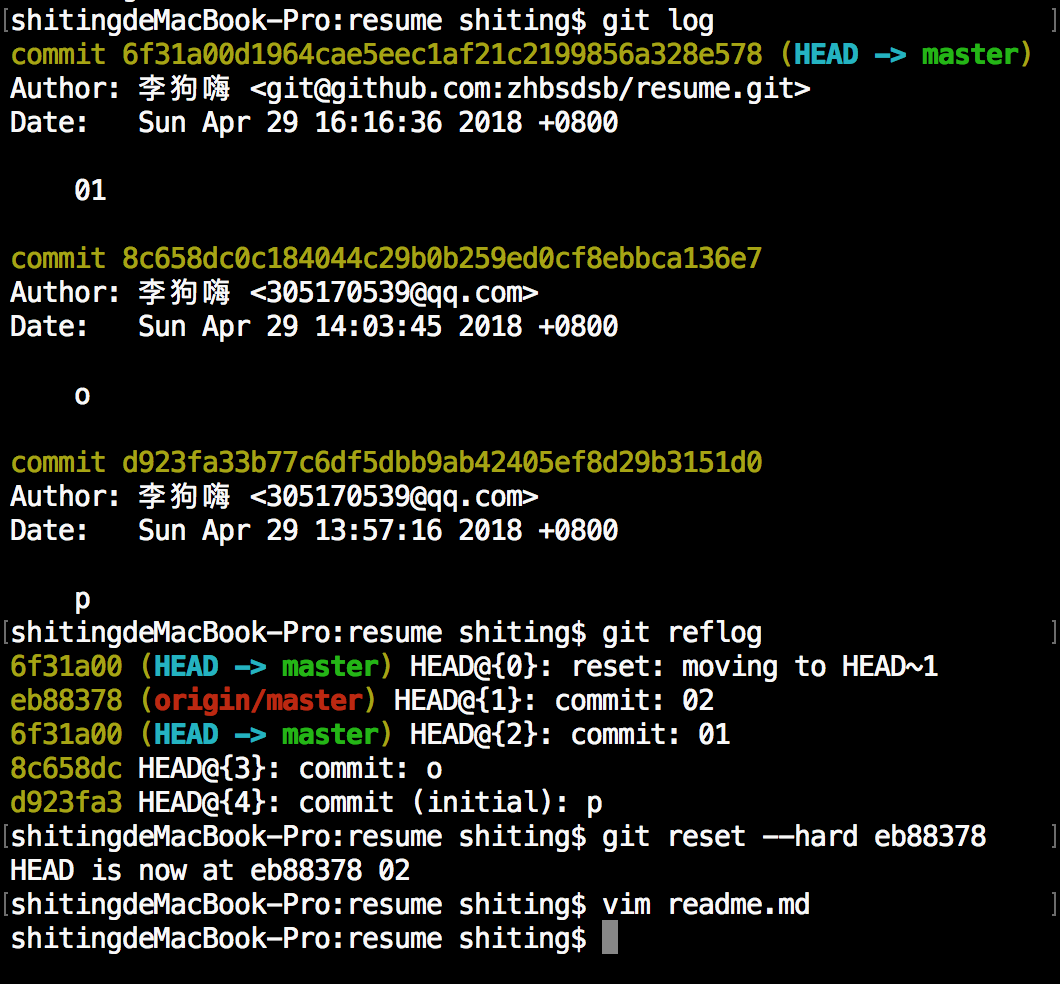 [shitingdeMacBook-Pro:resume shiting$ git log ]
commit 6f31a00d1964cae5eec1af21c2199856a328e578 (HEAD -> master)
Author: 李狗嗨 <git@github.com:zhbsdsb/resume.git>
Date:   Sun Apr 29 16:16:36 2018 +0800
01
commit 8c658dc0c184044c29b0b259ed0cf8ebbca136e7
Author: 李狗嗨 <305170539@qq.com>
Date:   Sun Apr 29 14:03:45 2018 +0800
o
commit d923fa33b77c6df5dbb9ab42405ef8d29b3151d0
Author: 李狗嗨 <305170539@qq.com>
Date:   Sun Apr 29 13:57:16 2018 +0800
p
[shitingdeMacBook-Pro:resume shiting$ git reflog ]
6f31a00 (HEAD -> master) HEAD@{0}: reset: moving to HEAD~1
eb88378 (origin/master) HEAD@{1}: commit: 02
6f31a00 (HEAD -> master) HEAD@{2}: commit: 01
8c658dc HEAD@{3}: commit: o
d923fa3 HEAD@{4}: commit (initial): p
[shitingdeMacBook-Pro:resume shiting$ git reset --hard eb88378 ]
HEAD is now at eb88378 02
[shitingdeMacBook-Pro:resume shiting$ vim readme.md ]
shitingdeMacBook-Pro:resume shiting$